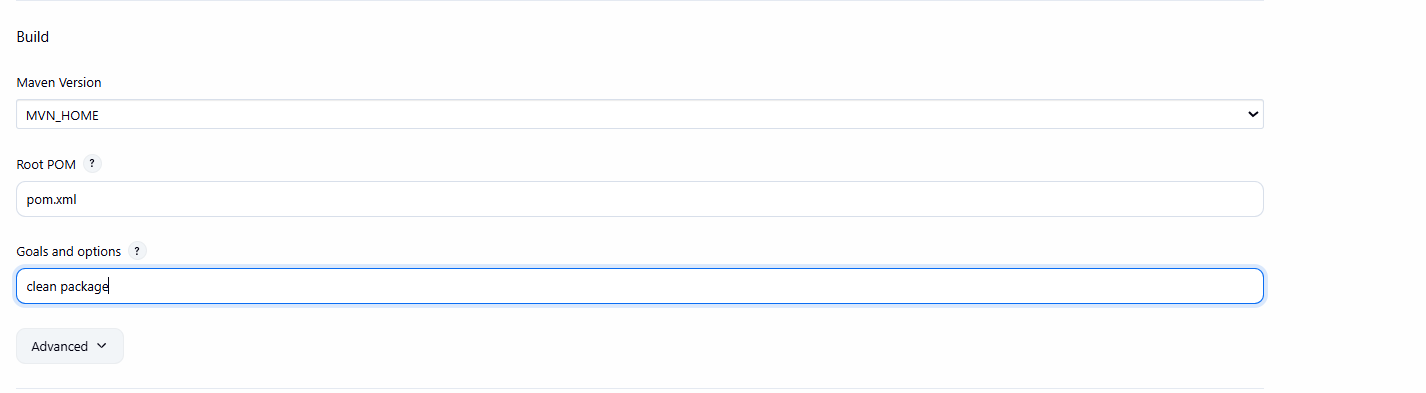 Build
Maven Version
MVN_HOME
Root POM ?
pom.xml
Goals and options ?
clean package
Advanced